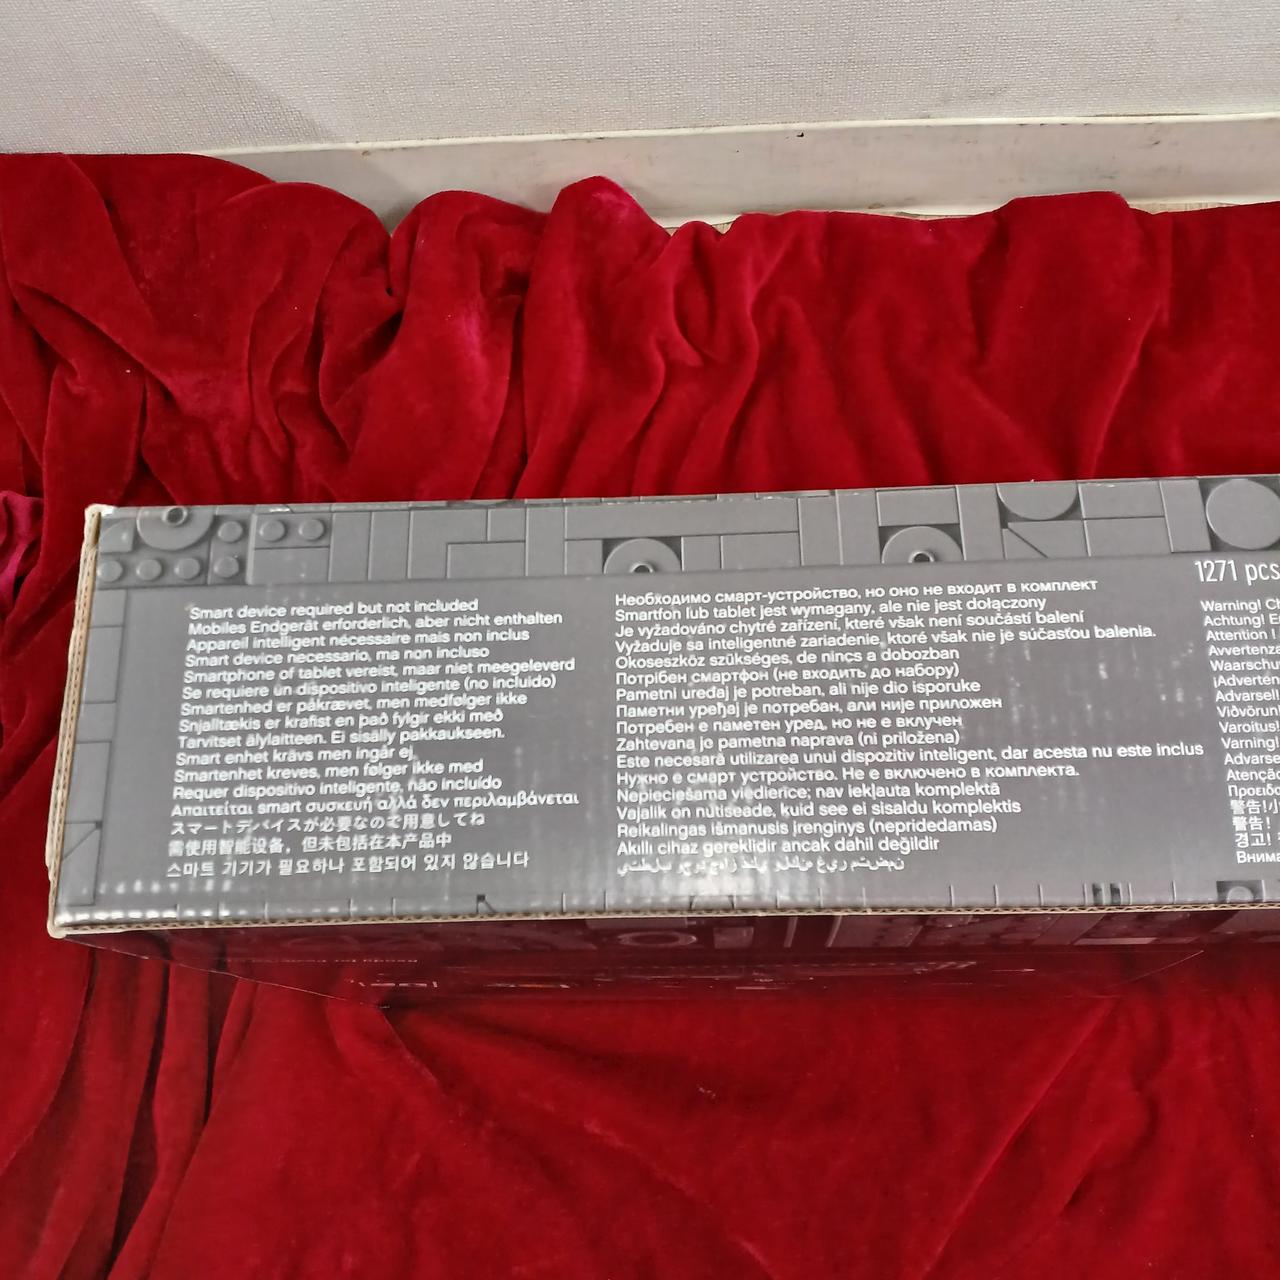 Smart device required but not included
Mobiles Endgerät erforderlich, aber nicht enthalten
Appareil intelligent nécessaire mais non inclus
Smart device necessario, ma non incluso
Smartphone of tablet vereist, maar niet meegeleverd
Se requiere un dispositivo inteligente (no incluido)
Smartenhed er påkrævet, men medfølger ikke
Snjalltækis er krafist en það fylgir ekki með
Tarvitset älylaitteen. Ei sisälly pakkaukseen.
Smart enhet krävs men ingår ej.
Smartenhet kreves, men følger ikke med
Requer dispositivo inteligente, não incluído
Απαιτείται smart συσκευή αλλά δεν περιλαμβάνεται
スマートデバイスが必要なので用意してね
需使用智能设备，但未包括在本产品中
스마트 기기가 필요하나 포함되어 있지 않습니다
Необходимо смарт-устройство, но оно не входит в комплект
Smartfon lub tablet jest wymagany, ale nie jest dołączony
Je vyžadováno chytré zařízení, které však není součástí balení
Vyžaduje sa inteligentné zariadenie, ktoré však nie je súčasťou balenia.
Okoseszköz szükséges, de nincs a dobozban
Потрібен смартфон (не входить до набору)
Pametni uređaj je potreban, ali nije dio isporuke
Паметни уређај је потребан, али није приложен
Потребен е паметен уред, но не е вклучен
Zahtevana je pametna naprava (ni priložena)
Este necesară utilizarea unui dispozitiv inteligent, dar acesta nu este inclus
Нужно е смарт устройство. Не е включено в комплекта.
Nepieciešama viedierīce; nav iekļauta komplektā
Vajalik on nutiseade, kuid see ei sisaldu komplektis
Reikalingas išmanusis įrenginys (nepridedamas)
Akıllı cihaz gereklidir ancak dahil değildir
يتطلب وجود جهاز ذكي ولكن غير متضمن
1271 pcs
Warning!
Achtung!
Attention !
Avvertenza
¡Adverten
Advarsel!
Viðvörun!
Varoitus!
Varning!
Advarse
Atenção
警告!
警告!
경고!